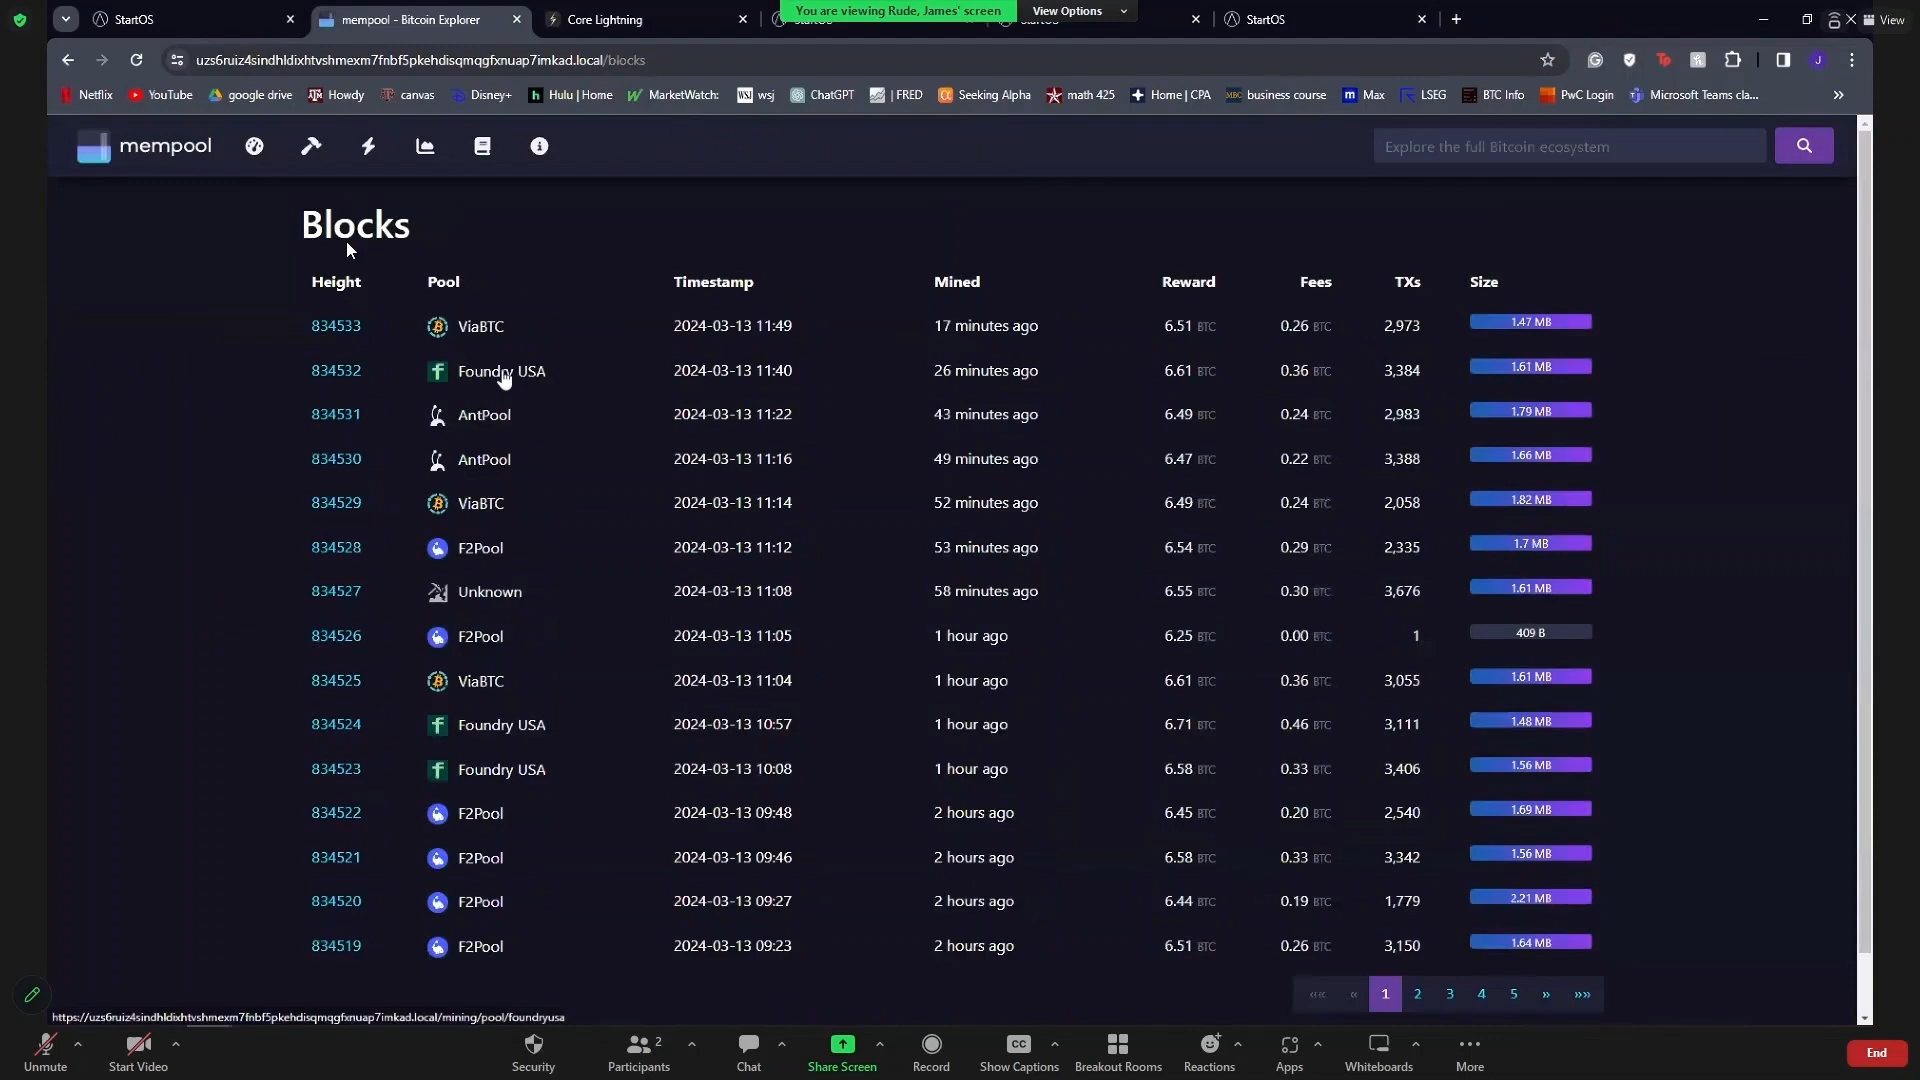 StartOS
mempool - Bitcoin Explorer
Core Lightning
You are viewing Rude, James' screen
View Options
StartOS
View
uzs6ruiz4sindhldixhtvshmexm7fnbf5pkehdisqmqgfxnuap7imkad.local/blocks
Netflix
YouTube
google drive
Howdy
canvas
Disney+
Hulu | Home
MarketWatch:
wsj
ChatGPT
| FRED
Seeking Alpha
math 425
Home | CPA
business course
Max
LSEG
BTC Info
PwC Login
Microsoft Teams cla...
mempool
Explore the full Bitcoin ecosystem
Blocks
Height Pool Timestamp Mined Reward Fees TXs Size
834533 ViaBTC 2024-03-13 11:49 17 minutes ago 6.51 BTC 0.26 BTC 2,973 1.47 MB
834532 Foundry USA 2024-03-13 11:40 26 minutes ago 6.61 BTC 0.36 BTC 3,384 1.61 MB
834531 AntPool 2024-03-13 11:22 43 minutes ago 6.49 BTC 0.24 BTC 2,983 1.79 MB
834530 AntPool 2024-03-13 11:16 49 minutes ago 6.47 BTC 0.22 BTC 3,388 1.66 MB
834529 ViaBTC 2024-03-13 11:14 52 minutes ago 6.49 BTC 0.24 BTC 2,058 1.82 MB
834528 F2Pool 2024-03-13 11:12 53 minutes ago 6.54 BTC 0.29 BTC 2,335 1.7 MB
834527 Unknown 2024-03-13 11:08 58 minutes ago 6.55 BTC 0.30 BTC 3,676 1.61 MB
834526 F2Pool 2024-03-13 11:05 1 hour ago 6.25 BTC 0.00 BTC 1 409 B
834525 ViaBTC 2024-03-13 11:04 1 hour ago 6.61 BTC 0.36 BTC 3,055 1.61 MB
834524 Foundry USA 2024-03-13 10:57 1 hour ago 6.71 BTC 0.46 BTC 3,111 1.48 MB
834523 Foundry USA 2024-03-13 10:08 1 hour ago 6.58 BTC 0.33 BTC 3,406 1.56 MB
834522 F2Pool 2024-03-13 09:48 2 hours ago 6.45 BTC 0.20 BTC 2,540 1.69 MB
834521 F2Pool 2024-03-13 09:46 2 hours ago 6.58 BTC 0.33 BTC 3,342 1.56 MB
834520 F2Pool 2024-03-13 09:27 2 hours ago 6.44 BTC 0.19 BTC 1,779 2.21 MB
834519 F2Pool 2024-03-13 09:23 2 hours ago 6.51 BTC 0.26 BTC 3,150 1.64 MB
«« « 1 2 3 4 5 » »»
https://uzs6ruiz4sindhldixhtvshmexm7fnbf5pkehdisqmqgfxnuap7imkad.local/mining/pool/foundryusa
2
CC
Unmute
Start Video
Security
Participants
Chat
Share Screen
Record
Show Captions
Breakout Rooms
Reactions
Apps
Whiteboards
More
End